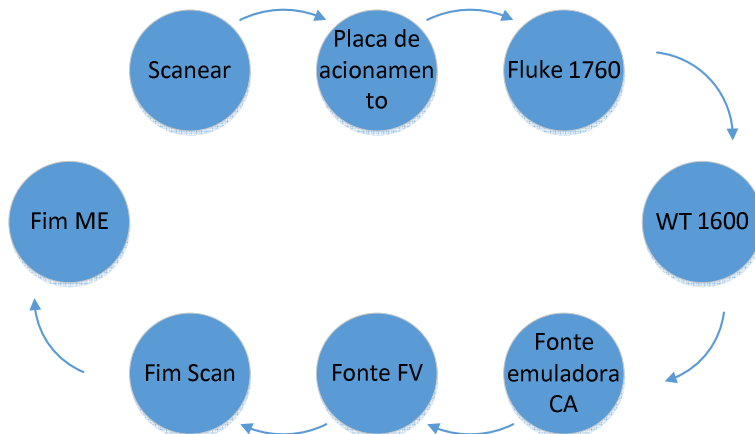 Scanear
Placa de
acionamen
to
Fluke 1760
WT 1600
Fonte
emuladora
CA
Fonte FV
Fim Scan
Fim ME